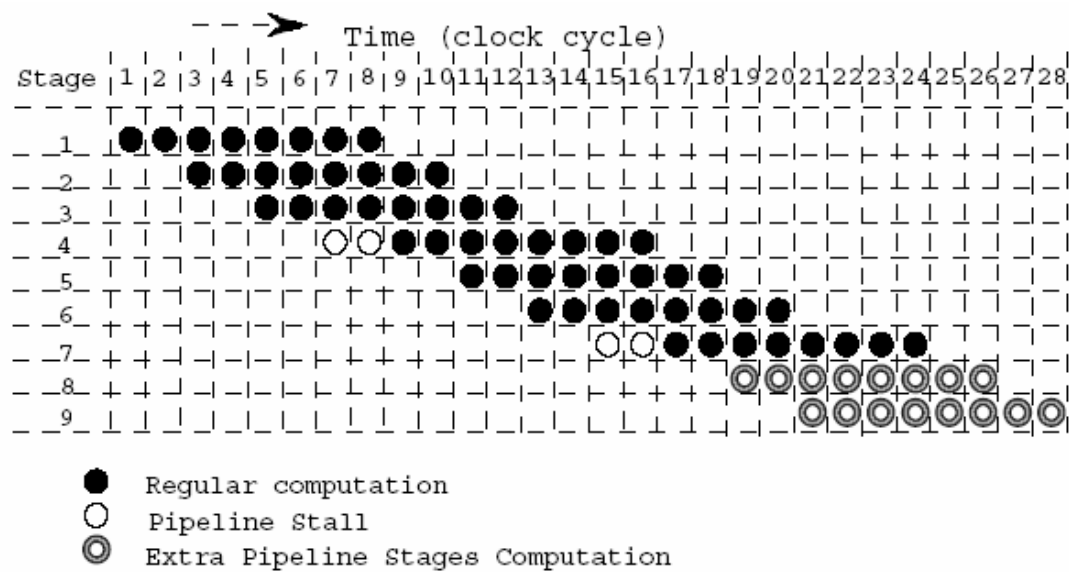 Time (clock cycle)
Stage 1 2 3 4 5 6 7 8 9 10 11 12 13 14 15 16 17 18 19 20 21 22 23 24 25 26 27 28
1
2
3
4
5
6
7
8
9
Regular computation
Pipeline Stall
Extra Pipeline Stages Computation